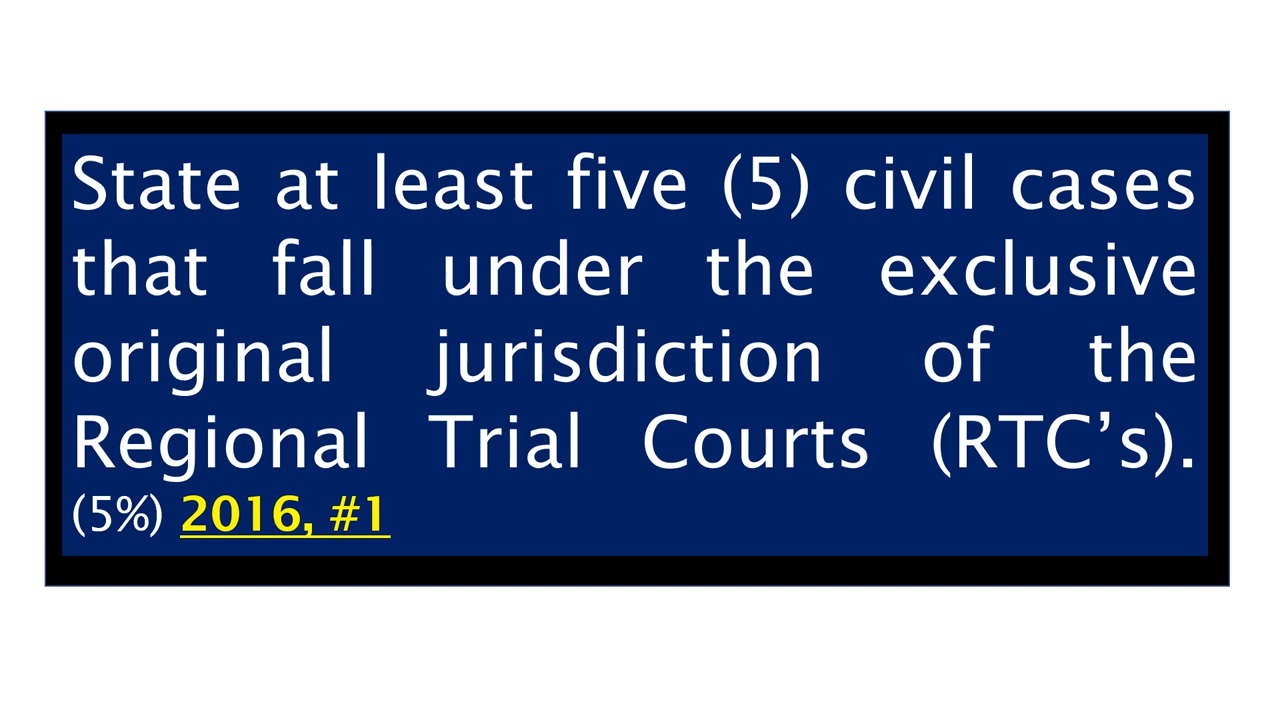 State at least five (5) civil cases
that fall under the exclusive
original jurisdiction of the
Regional Trial Courts (RTC’s).
(5%) 2016, #1